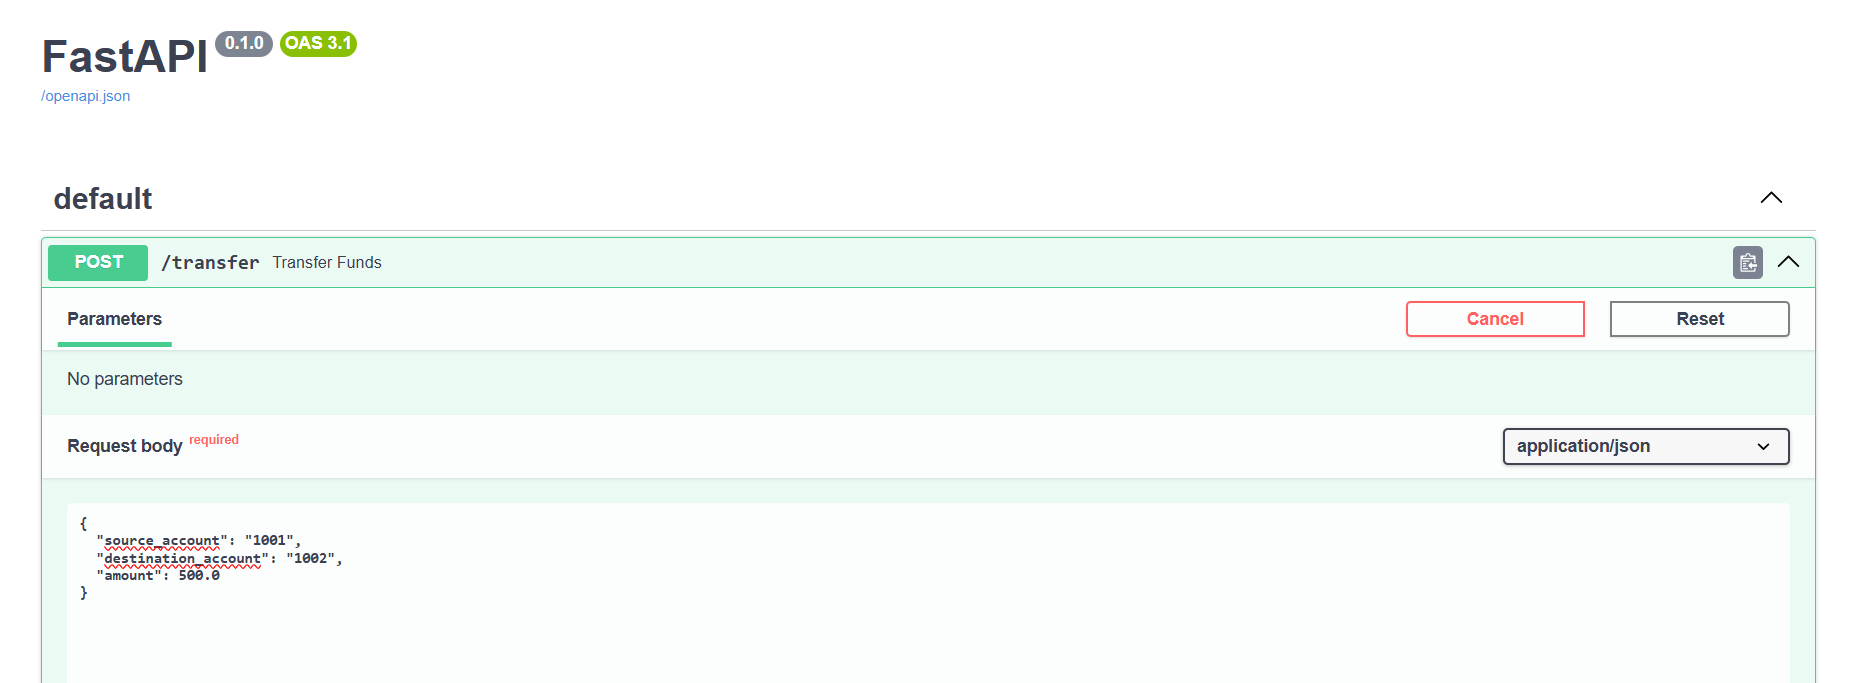 FastAPI 0.1.0 OAS 3.1
/openapi.json
default
POST /transfer Transfer Funds
Parameters Cancel Reset
No parameters
Request body required application/json
{
  "source_account": "1001",
  "destination_account": "1002",
  "amount": 500.0
}